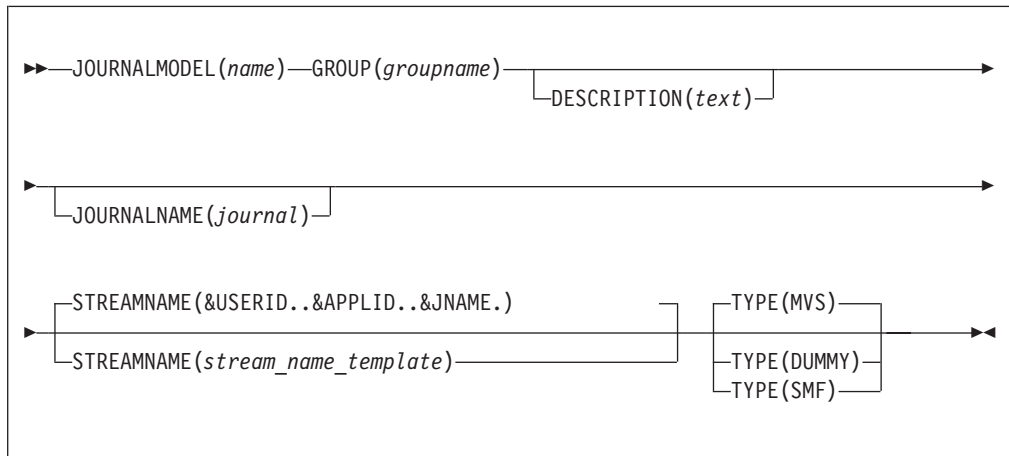 JOURNALMODEL(name) GROUP(groupname)
DESCRIPTION(text)
JOURNALNAME(journal)
STREAMNAME(&USERID..&APPLID..&JNAME.) TYPE(MVS)
STREAMNAME(stream_name_template) TYPE(DUMMY)
TYPE(SMF)